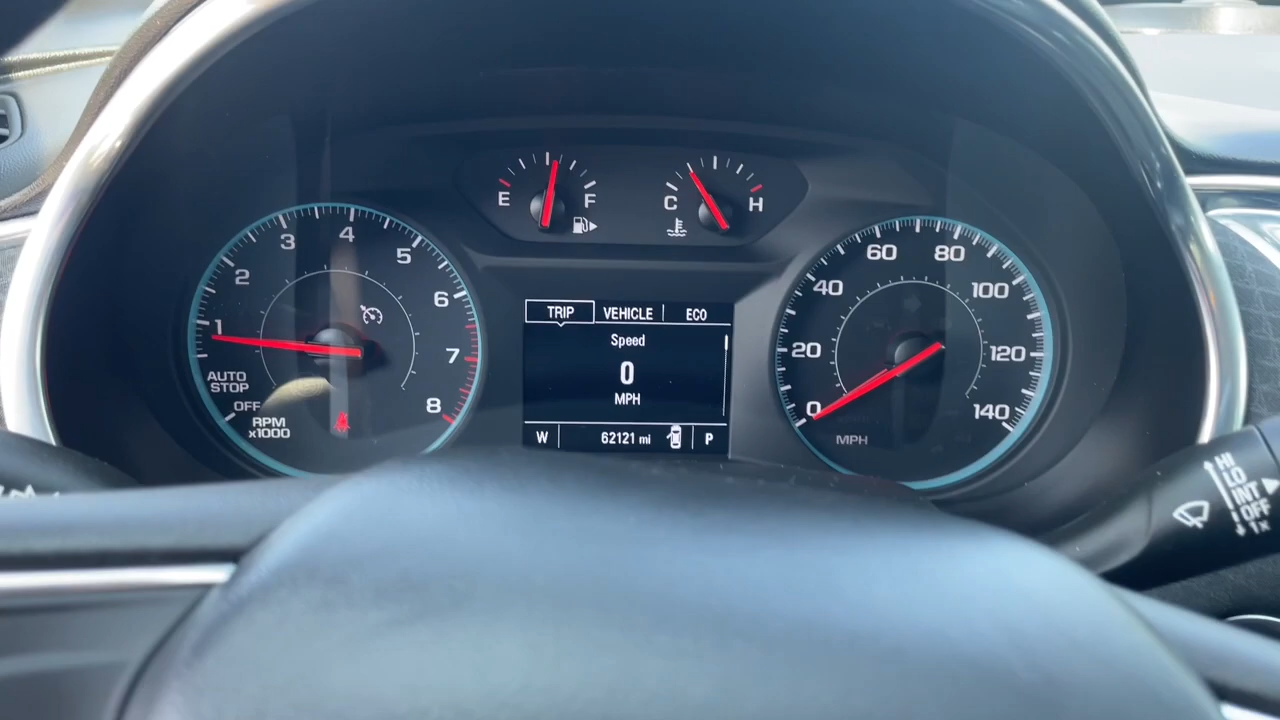 E F
C H
1 2 3 4 5 6 7 8
AUTO
STOP
OFF
RPM
x1000
TRIP VEHICLE ECO
Speed
0
MPH
W 62121 mi P
0 20 40 60 80 100 120 140
MPH
HI
LO
INT
OFF
1x